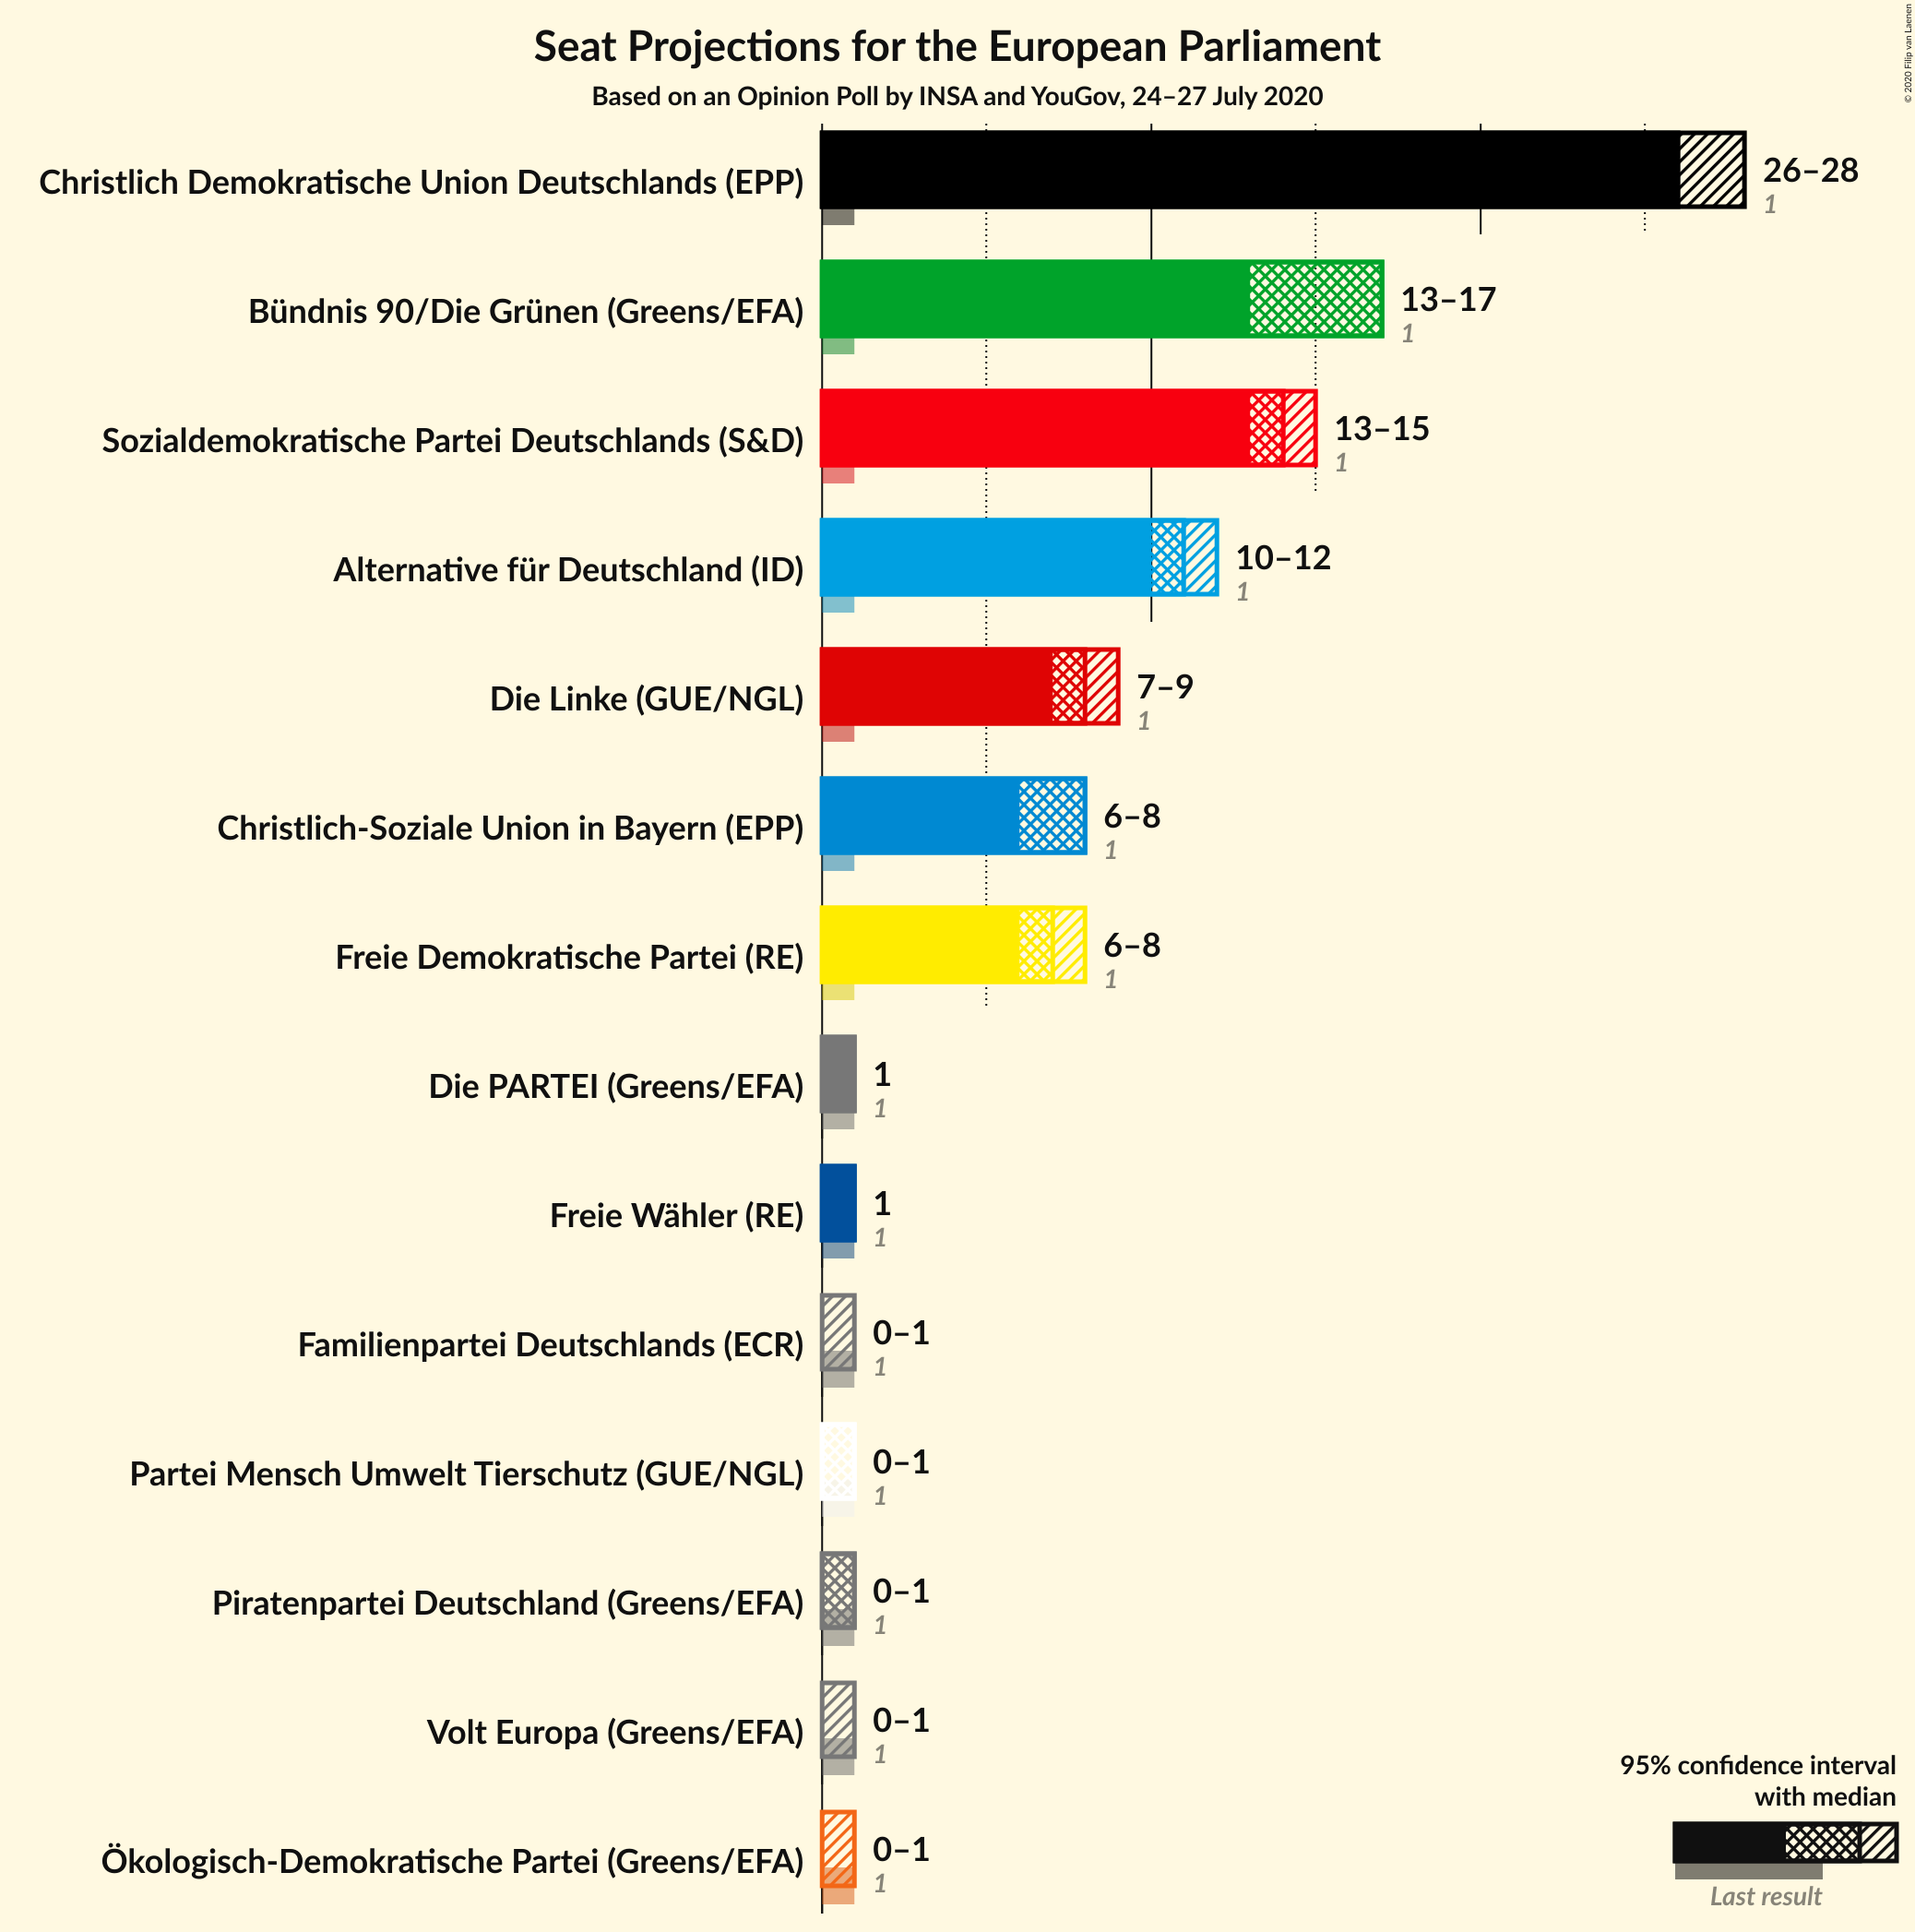 © 2020 Filip van Laenen
Seat Projections for the European Parliament
Based on an Opinion Poll by INSA and YouGov, 24–27 July 2020
Christlich Demokratische Union Deutschlands (EPP)
26–28
1
Bündnis 90/Die Grünen (Greens/EFA)
13–17
1
Sozialdemokratische Partei Deutschlands (S&D)
13–15
1
Alternative für Deutschland (ID)
10–12
1
Die Linke (GUE/NGL)
7–9
1
Christlich-Soziale Union in Bayern (EPP)
6–8
1
Freie Demokratische Partei (RE)
6–8
1
Die PARTEI (Greens/EFA)
1
1
Freie Wähler (RE)
1
1
Familienpartei Deutschlands (ECR)
0–1
1
Partei Mensch Umwelt Tierschutz (GUE/NGL)
0–1
1
Piratenpartei Deutschland (Greens/EFA)
0–1
1
Volt Europa (Greens/EFA)
0–1
1
Ökologisch-Demokratische Partei (Greens/EFA)
0–1
1
95% confidence interval
with median
Last result